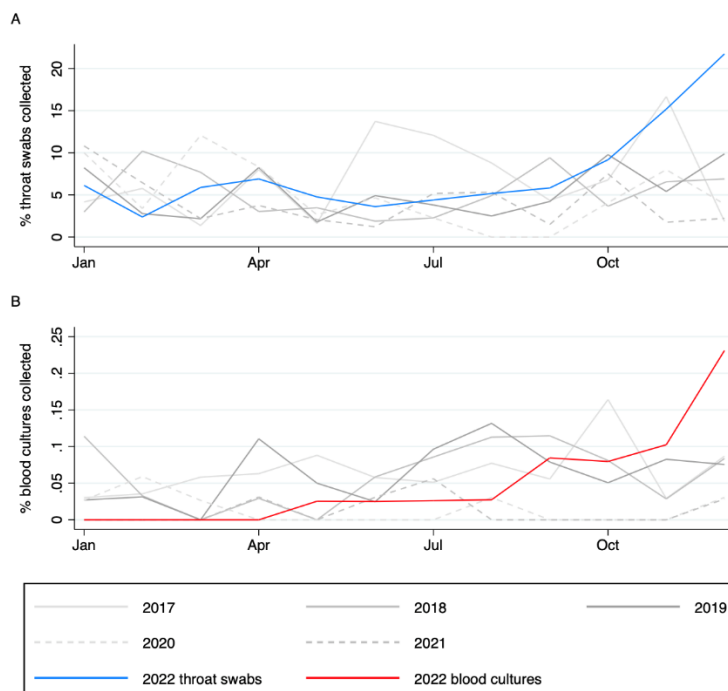 A
% throat swabs collected
20
15
10
5
0
Jan Apr Jul Oct
B
% blood cultures collected
.25
.2
.15
.1
.05
0
Jan Apr Jul Oct
2017 2018 2019
2020 2021
2022 throat swabs 2022 blood cultures